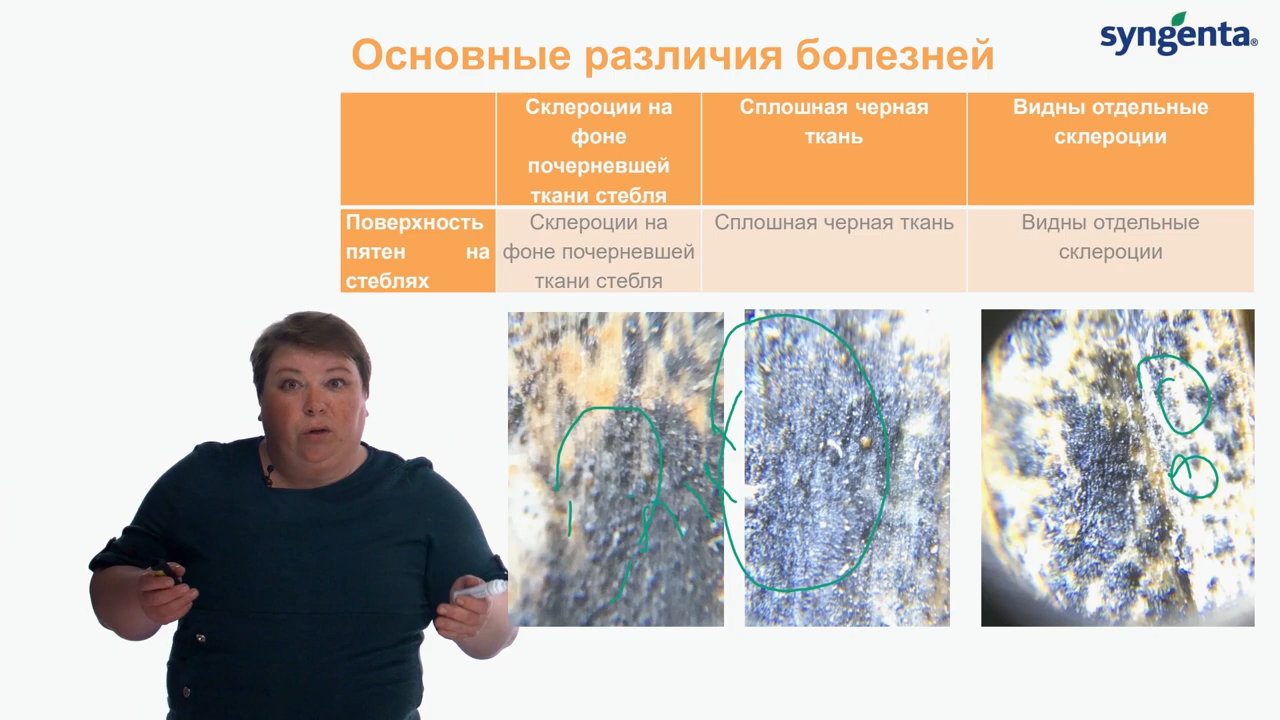 syngenta®
Основные различия болезней
Склероции на
фоне
почерневшей
ткани стебля
Сплошная черная
ткань
Видны отдельные
склероции
Поверхность
пятен на
стеблях
Склероции на
фоне почерневшей
ткани стебля
Сплошная черная ткань
Видны отдельные
склероции